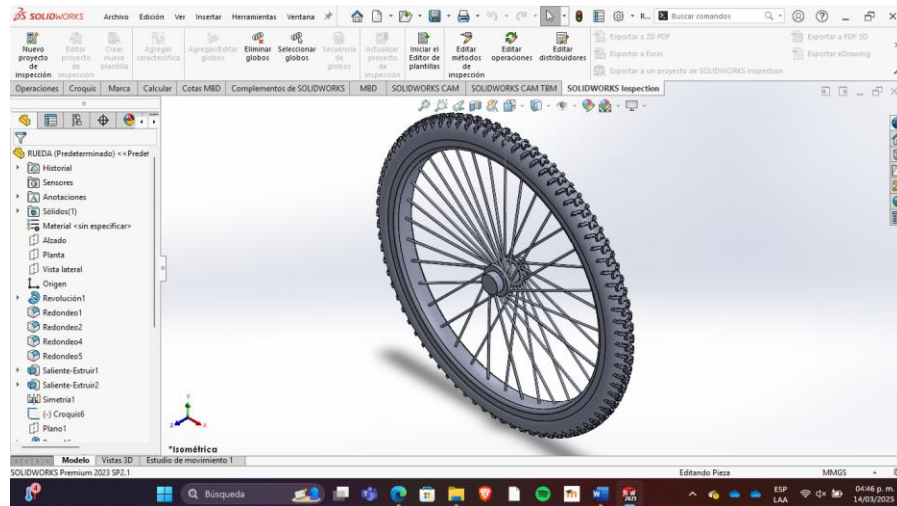 SOLIDWORKS Archivo Edición Ver Insertar Herramientas Ventana R... Buscar comandos
Nuevo proyecto de inspección
Editar proyecto de inspección
Crear nueva plantilla
Agregar característica
Agregar/Editar globos
Eliminar globos
Seleccionar globos
Secuencia de globos
Actualizar proyecto de inspección
Iniciar el Editor de plantillas
Editar métodos de inspección
Editar operaciones
Editar distribuidores
Exportar a 2D PDF
Exportar a Excel
Exportar a un proyecto de SOLIDWORKS Inspection
Exportar a PDF 3D
Exportar eDrawing
Operaciones Croquis Marca Calcular Cotas MBD Complementos de SOLIDWORKS MBD SOLIDWORKS CAM SOLIDWORKS CAM TBM SOLIDWORKS Inspection
RUEDA (Predeterminado) <<Predet
Historial
Sensores
Anotaciones
Sólidos(1)
Material <sin especificar>
Alzado
Planta
Vista lateral
Origen
Revolución1
Redondeo1
Redondeo2
Redondeo4
Redondeo5
Saliente-Extruir1
Saliente-Extruir2
Simetría1
(-) Croquis6
Plano1
*Isométrica
Modelo Vistas 3D Estudio de movimiento 1
SOLIDWORKS Premium 2023 SP2.1 Editando Pieza MMGS
Búsqueda
ESP
LAA
04:46 p. m.
14/03/2025